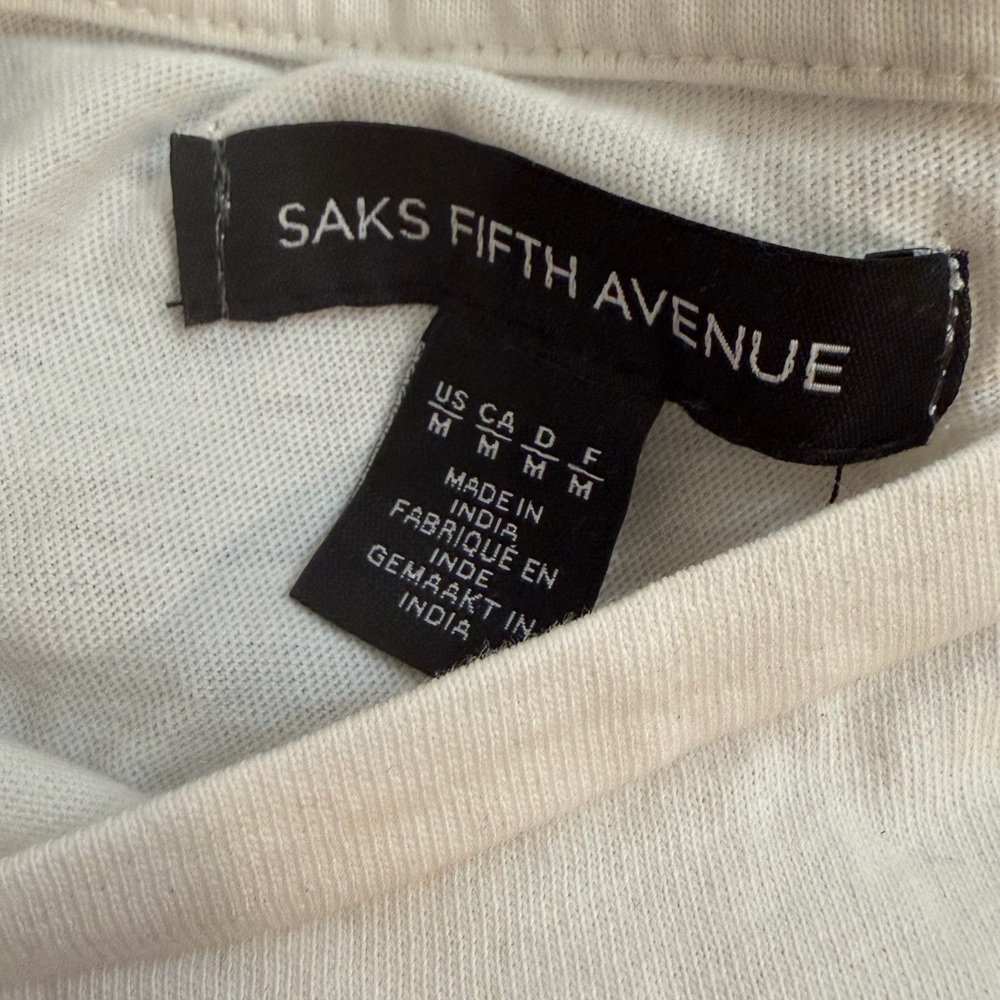 SAKS FIFTH AVENUE
US CA D F
M M M M
MADE IN
INDIA
FABRIQUÉ EN
INDE
GEMAAKT IN
INDIA